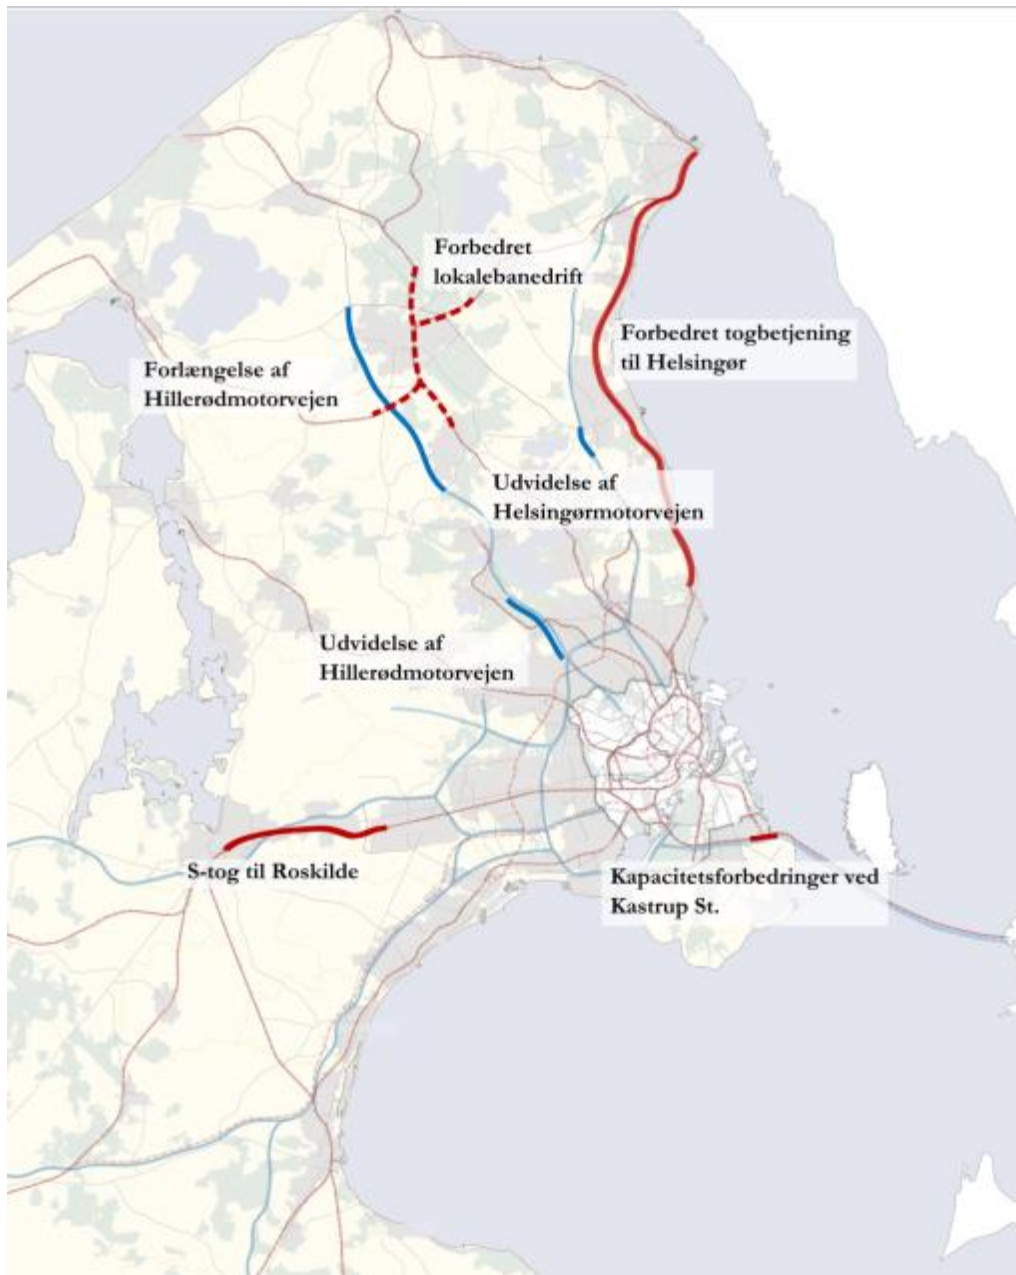 Forbedret
lokalebanedrift
Forbedret togbetjening
til Helsingør
Forlængelse af
Hillerødmotorvejen
Udvidelse af
Helsingørmotorvejen
Udvidelse af
Hillerødmotorvejen
S-tog til Roskilde
Kapacitetsforbedringer ved
Kastrup St.